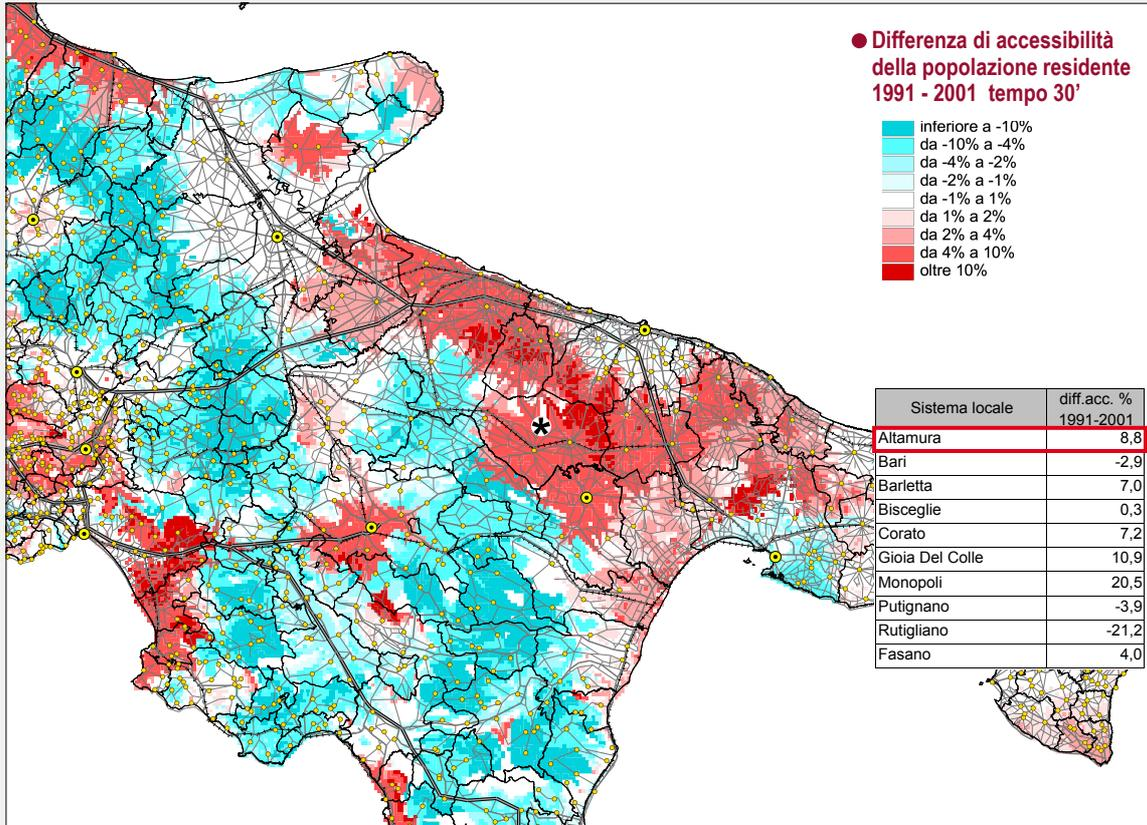 ● Differenza di accessibilità
della popolazione residente
1991 - 2001 tempo 30'
inferiore a -10%
da -10% a -4%
da -4% a -2%
da -2% a -1%
da -1% a 1%
da 1% a 2%
da 2% a 4%
da 4% a 10%
oltre 10%
Sistema locale diff.acc. % 1991-2001
Altamura 8,8
Bari -2,9
Barletta 7,0
Bisceglie 0,3
Corato 7,2
Gioia Del Colle 10,9
Monopoli 20,5
Putignano -3,9
Rutigliano -21,2
Fasano 4,0
*